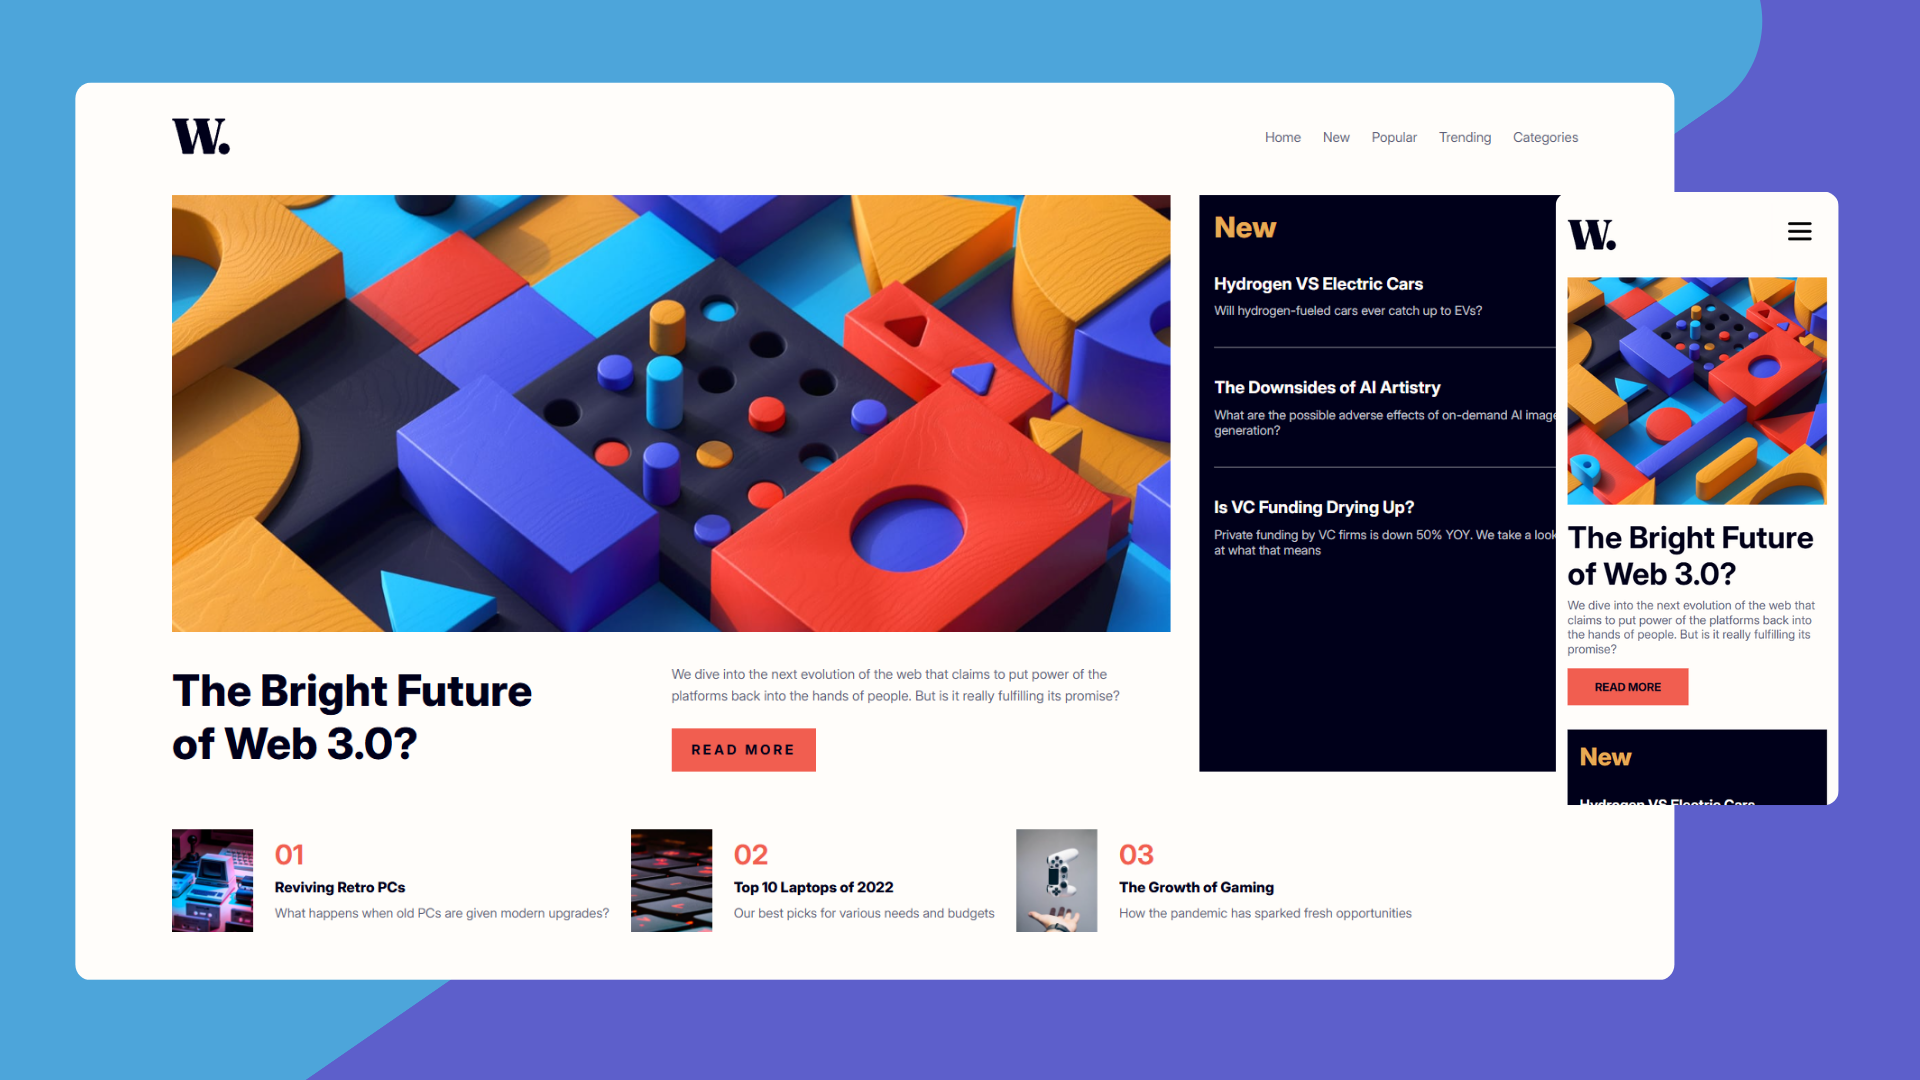 W.
Home New Popular Trending Categories
New
Hydrogen VS Electric Cars
Will hydrogen-fueled cars ever catch up to EVs?
The Downsides of AI Artistry
What are the possible adverse effects of on-demand AI image
generation?
Is VC Funding Drying Up?
Private funding by VC firms is down 50% YOY. We take a look
at what that means
The Bright Future
of Web 3.0?
We dive into the next evolution of the web that claims to put power of the
platforms back into the hands of people. But is it really fulfilling its promise?
READ MORE
01
Reviving Retro PCs
What happens when old PCs are given modern upgrades?
02
Top 10 Laptops of 2022
Our best picks for various needs and budgets
03
The Growth of Gaming
How the pandemic has sparked fresh opportunities
W.
The Bright Future
of Web 3.0?
We dive into the next evolution of the web that
claims to put power of the platforms back into
the hands of people. But is it really fulfilling its
promise?
READ MORE
New
Hydrogen VS Electric Cars